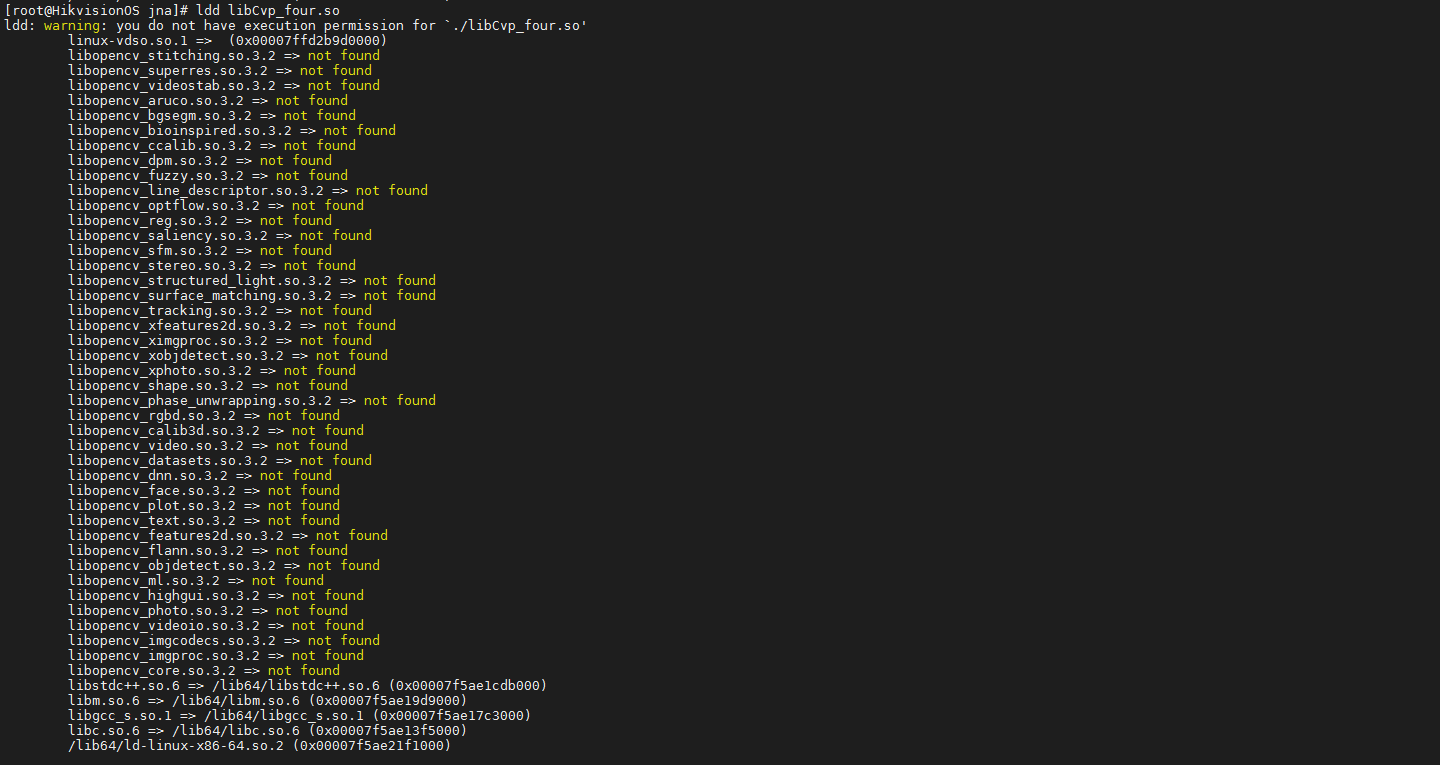 [root@HikvisionOS jna]# ldd libCvp_four.so
ldd: warning: you do not have execution permission for `./libCvp_four.so'
linux-vdso.so.1 =>  (0x00007ffd2b9d0000)
libopencv_stitching.so.3.2 => not found
libopencv_superres.so.3.2 => not found
libopencv_videostab.so.3.2 => not found
libopencv_aruco.so.3.2 => not found
libopencv_bgsegm.so.3.2 => not found
libopencv_bioinspired.so.3.2 => not found
libopencv_ccalib.so.3.2 => not found
libopencv_dpm.so.3.2 => not found
libopencv_fuzzy.so.3.2 => not found
libopencv_line_descriptor.so.3.2 => not found
libopencv_optflow.so.3.2 => not found
libopencv_reg.so.3.2 => not found
libopencv_saliency.so.3.2 => not found
libopencv_sfm.so.3.2 => not found
libopencv_stereo.so.3.2 => not found
libopencv_structured_light.so.3.2 => not found
libopencv_surface_matching.so.3.2 => not found
libopencv_tracking.so.3.2 => not found
libopencv_xfeatures2d.so.3.2 => not found
libopencv_ximgproc.so.3.2 => not found
libopencv_xobjdetect.so.3.2 => not found
libopencv_xphoto.so.3.2 => not found
libopencv_shape.so.3.2 => not found
libopencv_phase_unwrapping.so.3.2 => not found
libopencv_rgbd.so.3.2 => not found
libopencv_calib3d.so.3.2 => not found
libopencv_video.so.3.2 => not found
libopencv_datasets.so.3.2 => not found
libopencv_dnn.so.3.2 => not found
libopencv_face.so.3.2 => not found
libopencv_plot.so.3.2 => not found
libopencv_text.so.3.2 => not found
libopencv_features2d.so.3.2 => not found
libopencv_flann.so.3.2 => not found
libopencv_objdetect.so.3.2 => not found
libopencv_ml.so.3.2 => not found
libopencv_highgui.so.3.2 => not found
libopencv_photo.so.3.2 => not found
libopencv_videoio.so.3.2 => not found
libopencv_imgcodecs.so.3.2 => not found
libopencv_imgproc.so.3.2 => not found
libopencv_core.so.3.2 => not found
libstdc++.so.6 => /lib64/libstdc++.so.6 (0x00007f5ae1cdb000)
libm.so.6 => /lib64/libm.so.6 (0x00007f5ae19d9000)
libgcc_s.so.1 => /lib64/libgcc_s.so.1 (0x00007f5ae17c3000)
libc.so.6 => /lib64/libc.so.6 (0x00007f5ae13f5000)
/lib64/ld-linux-x86-64.so.2 (0x00007f5ae21f1000)